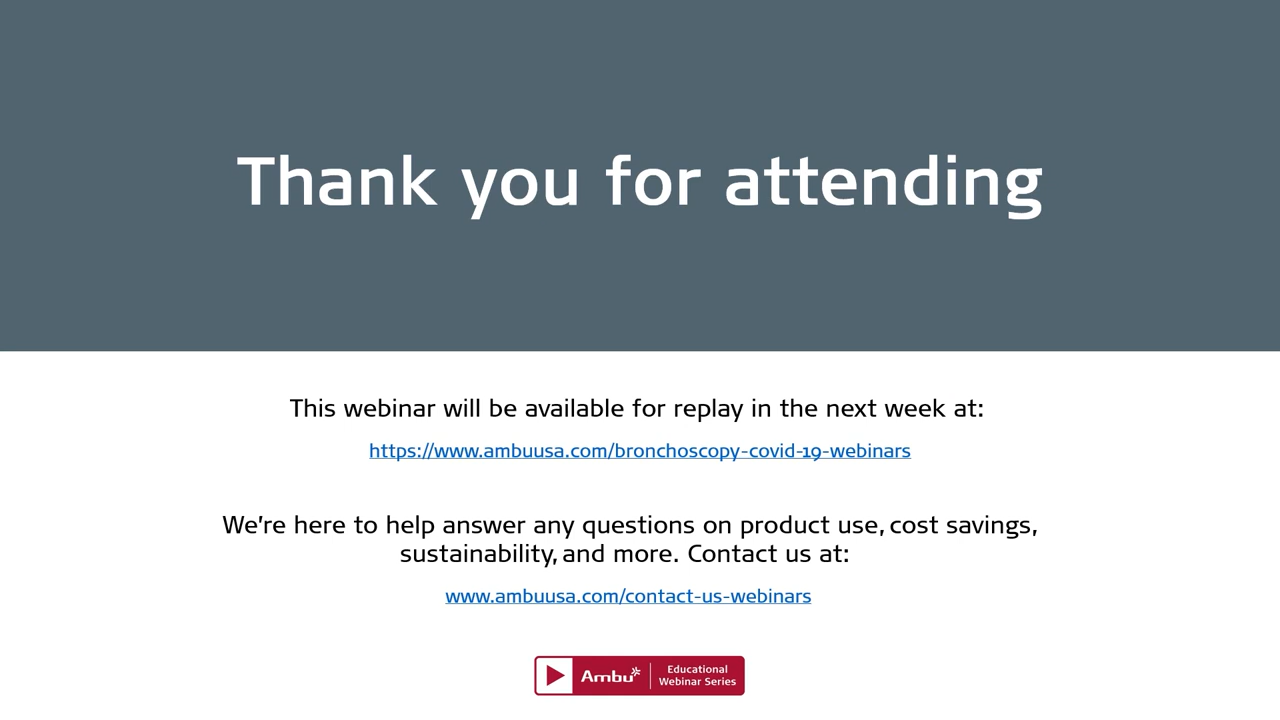 Thank you for attending
This webinar will be available for replay in the next week at:
https://www.ambuusa.com/bronchoscopy-covid-19-webinars
We're here to help answer any questions on product use, cost savings,
sustainability, and more. Contact us at:
www.ambuusa.com/contact-us-webinars
Ambu
Educational
Webinar Series